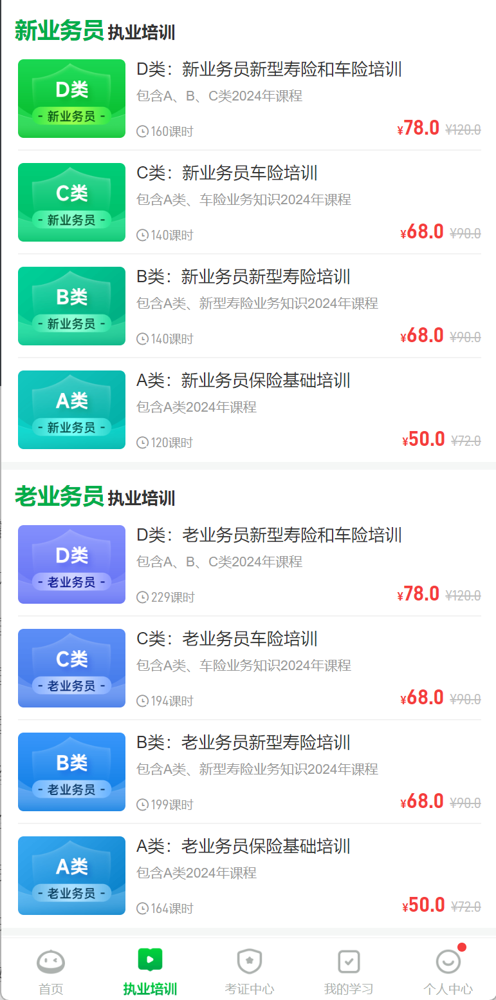 新业务员 执业培训
D类
- 新业务员 -
D类：新业务员新型寿险和车险培训
包含A、B、C类2024年课程
160课时
¥78.0 ¥120.0
C类
- 新业务员 -
C类：新业务员车险培训
包含A类、车险业务知识2024年课程
140课时
¥68.0 ¥90.0
B类
- 新业务员 -
B类：新业务员新型寿险培训
包含A类、新型寿险业务知识2024年课程
140课时
¥68.0 ¥90.0
A类
- 新业务员 -
A类：新业务员保险基础培训
包含A类2024年课程
120课时
¥50.0 ¥72.0
老业务员 执业培训
D类
- 老业务员 -
D类：老业务员新型寿险和车险培训
包含A、B、C类2024年课程
229课时
¥78.0 ¥120.0
C类
- 老业务员 -
C类：老业务员车险培训
包含A类、车险业务知识2024年课程
194课时
¥68.0 ¥90.0
B类
- 老业务员 -
B类：老业务员新型寿险培训
包含A类、新型寿险业务知识2024年课程
199课时
¥68.0 ¥90.0
A类
- 老业务员 -
A类：老业务员保险基础培训
包含A类2024年课程
164课时
¥50.0 ¥72.0
首页 执业培训 考证中心 我的学习 个人中心